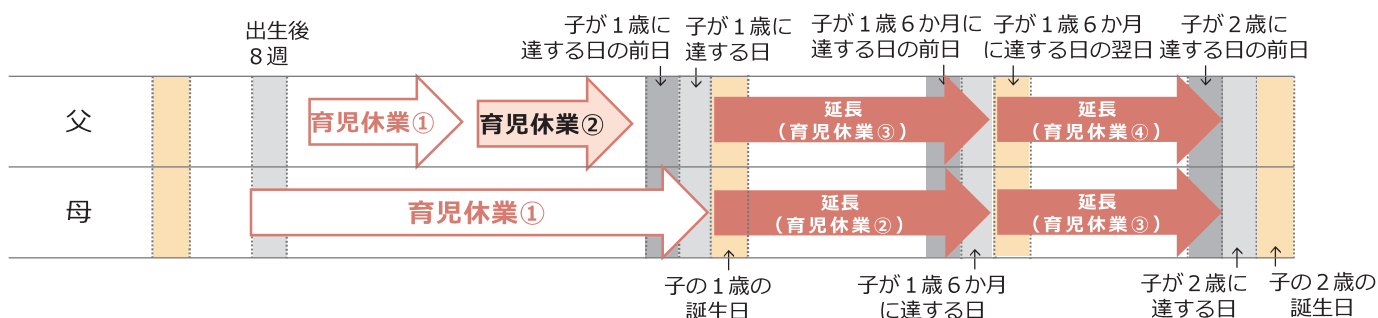 出生後
8週
子が1歳に
達する日の前日
子が1歳に
達する日
子が1歳6か月に
達する日の前日
子が1歳6か月
に達する日の翌日
子が2歳に
達する日の前日
父
育児休業①
育児休業②
延長
(育児休業③)
延長
(育児休業④)
母
育児休業①
延長
(育児休業②)
延長
(育児休業③)
子の1歳の
誕生日
子が1歳6か月
に達する日
子が2歳に
達する日
子の2歳の
誕生日